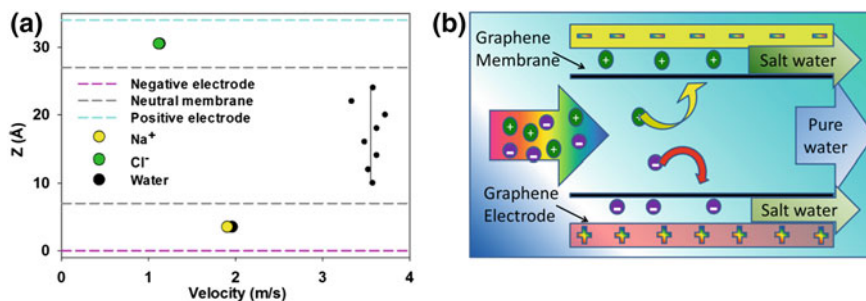 (a)
30
20
10
0
Z (Å)
Negative electrode
Neutral membrane
Positive electrode
Na+
Cl-
Water
0 1 2 3 4
Velocity (m/s)
(b)
Graphene
Membrane
Salt water
Pure
water
Graphene
Electrode
Salt water